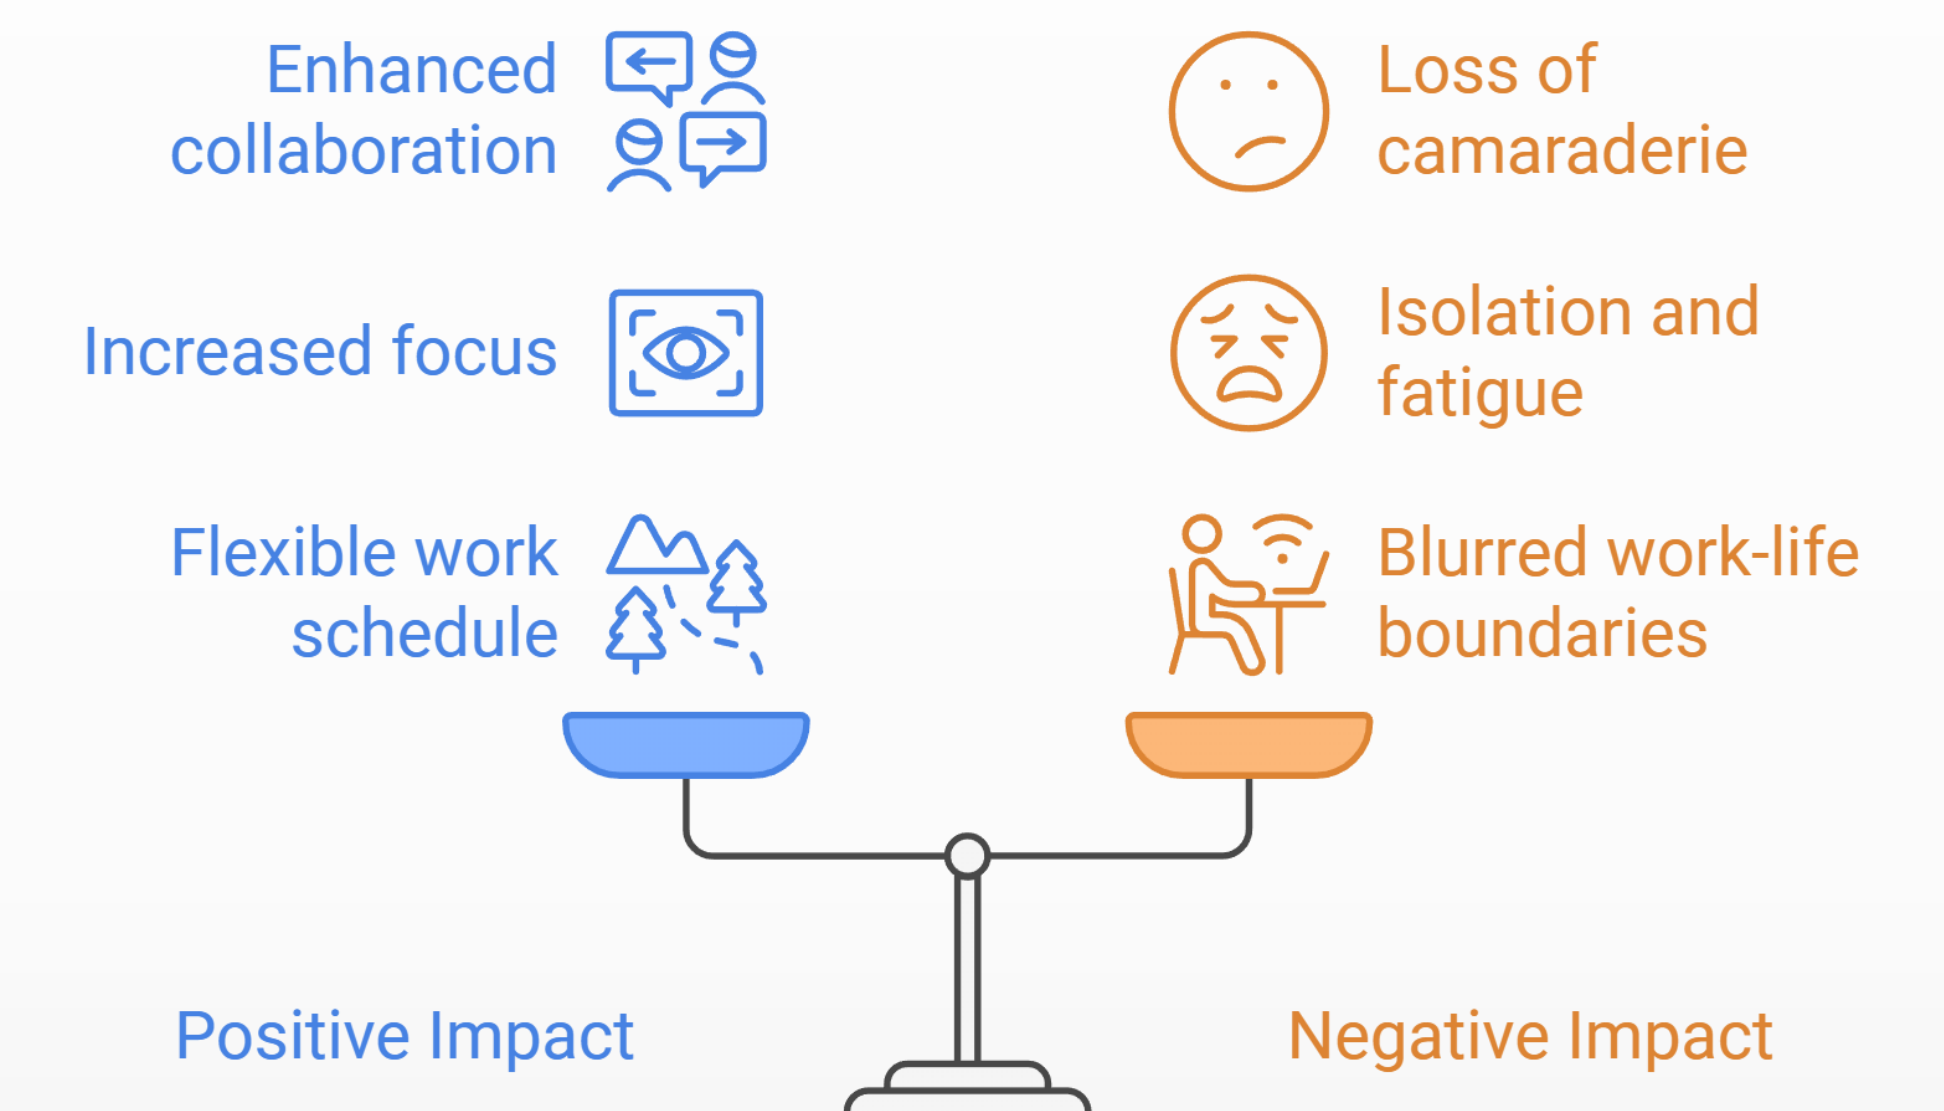 Enhanced
collaboration
Loss of
camaraderie
Increased focus
Isolation and
fatigue
Flexible work
schedule
Blurred work-life
boundaries
Positive Impact
Negative Impact